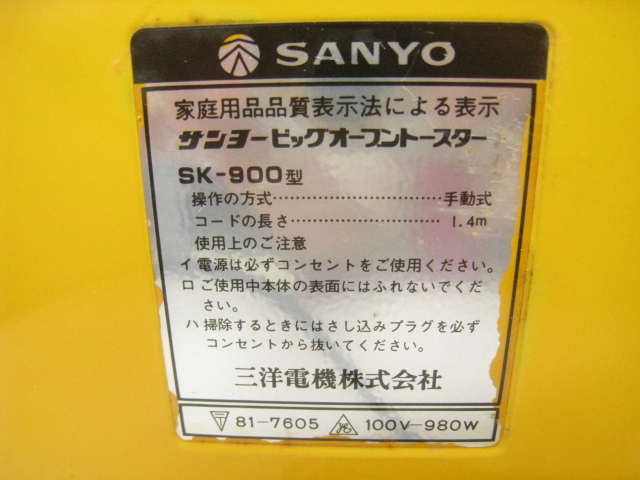 SANYO
家庭用品品質表示法による表示
サンヨービッグオーブントースター
SK-900型
操作の方式…………………………手動式
コードの長さ………………………1.4m
使用上のご注意
イ電源は必ずコンセントをご使用ください。
ロご使用中本体の表面にはふれないでくだ
さい。
ハ掃除するときにはさし込みプラグを必ず
コンセントから抜いてください。
三洋電機株式会社
81-7605 100V-980W